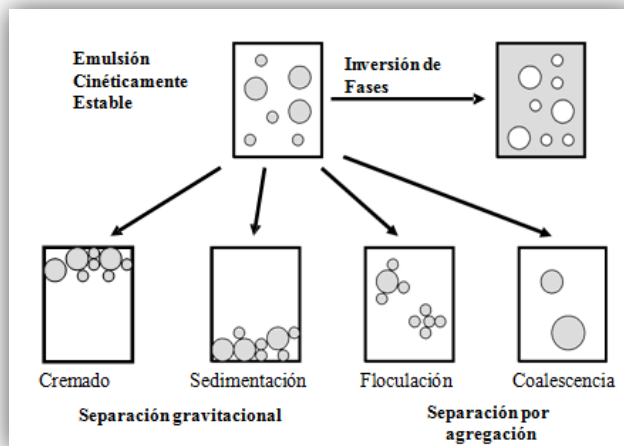 Emulsión
Cinéticamente
Estable
Inversión de
Fases
Cremado
Sedimentación
Floculación
Coalescencia
Separación gravitacional
Separación por
agregación